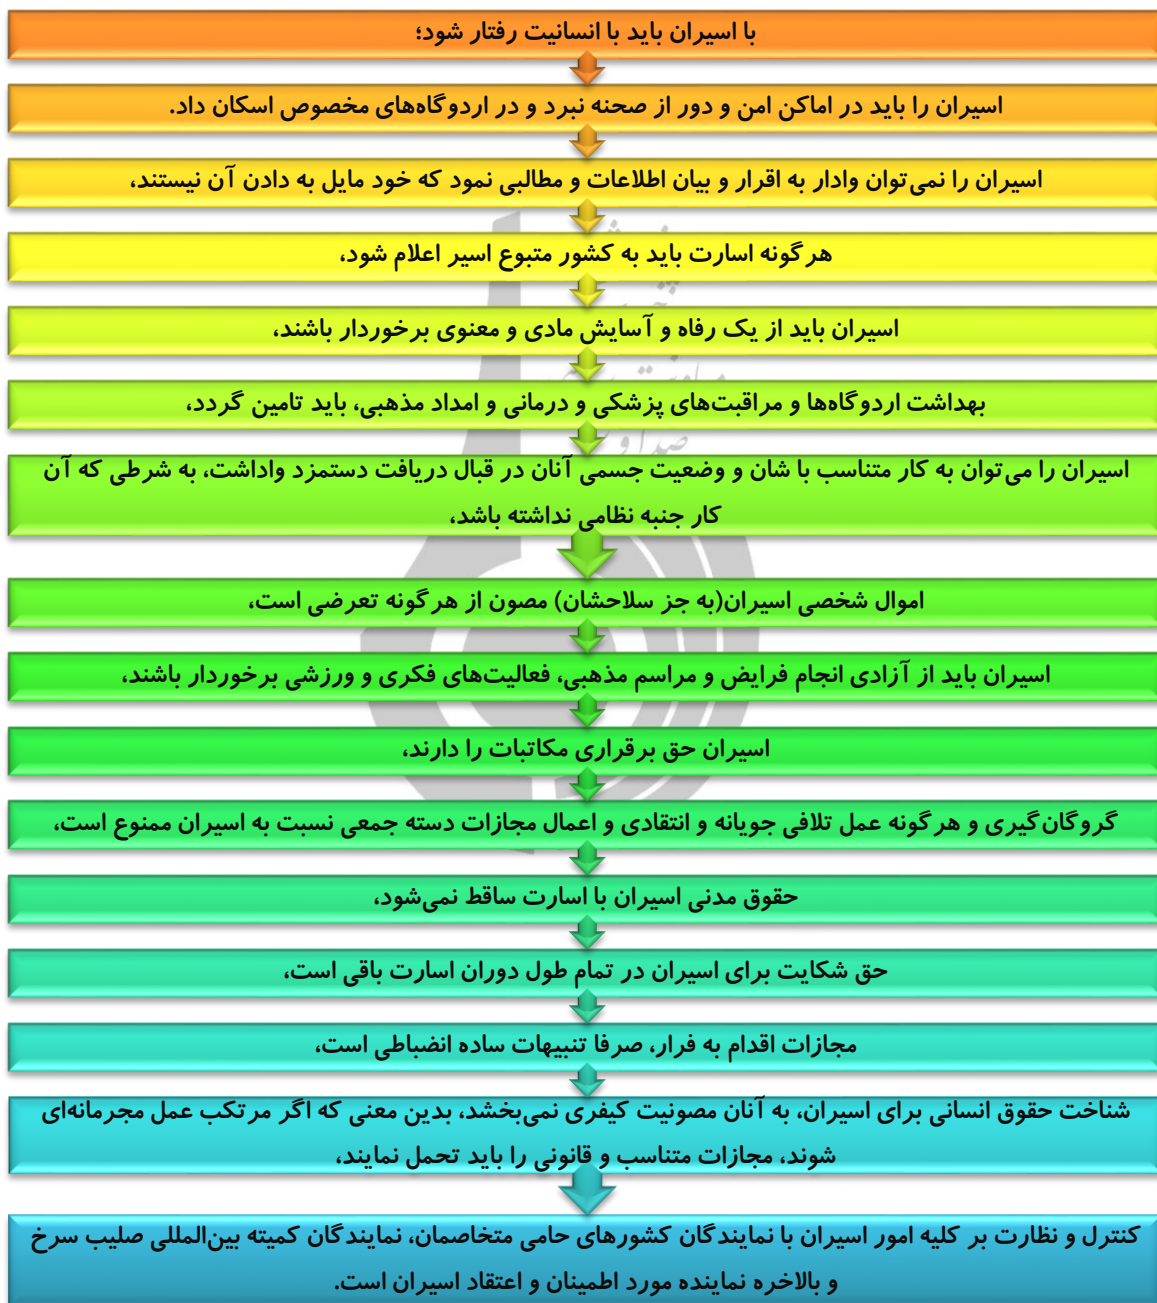 با اسیران باید با انسانیت رفتار شود؛
اسیران را باید در اماکن امن و دور از صحنه نبرد و در اردوگاه‌های مخصوص اسکان داد.
اسیران را نمی‌توان وادار به اقرار و بیان اطلاعات و مطالبی نمود که خود مایل به دادن آن نیستند،
هرگونه اسارت باید به کشور متبوع اسیر اعلام شود،
اسیران باید از یک رفاه و آسایش مادی و معنوی برخوردار باشند،
بهداشت اردوگاه‌ها و مراقبت‌های پزشکی و درمانی و امداد مذهبی، باید تامین گردد،
اسیران را می‌توان به کار متناسب با شان و وضعیت جسمی آنان در قبال دریافت دستمزد واداشت، به شرطی که آن
کار جنبه نظامی نداشته باشد،
اموال شخصی اسیران(به جز سلاحشان) مصون از هرگونه تعرضی است،
اسیران باید از آزادی انجام فرایض و مراسم مذهبی، فعالیت‌های فکری و ورزشی برخوردار باشند،
اسیران حق برقراری مکاتبات را دارند،
گروگان‌گیری و هرگونه عمل تلافی جویانه و انتقادی و اعمال مجازات دسته جمعی نسبت به اسیران ممنوع است،
حقوق مدنی اسیران با اسارت ساقط نمی‌شود،
حق شکایت برای اسیران در تمام طول دوران اسارت باقی است،
مجازات اقدام به فرار، صرفا تنبیهات ساده انضباطی است،
شناخت حقوق انسانی برای اسیران، به آنان مصونیت کیفری نمی‌بخشد، بدین معنی که اگر مرتکب عمل مجرمانه‌ای
شوند، مجازات متناسب و قانونی را باید تحمل نمایند،
کنترل و نظارت بر کلیه امور اسیران با نمایندگان کشورهای حامی متخاصمان، نمایندگان کمیته بین‌المللی صلیب سرخ
و بالاخره نماینده مورد اطمینان و اعتقاد اسیران است.